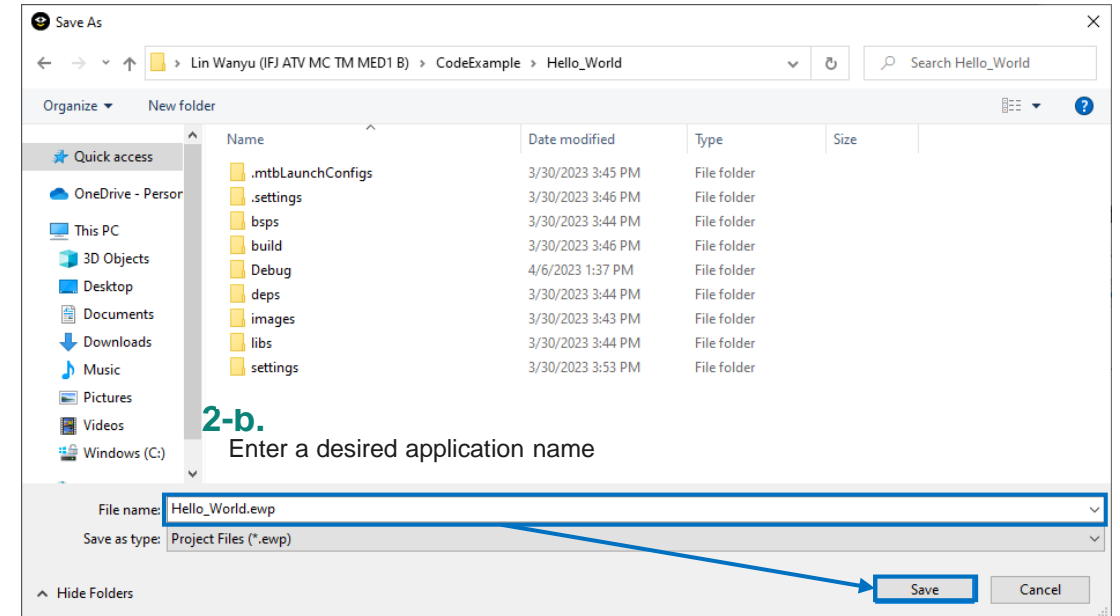 Save As
Lin Wanyu (IFJ ATV MC TM MED1 B) > CodeExample > Hello_World
Search Hello_World
Organize
New folder
Name Date modified Type Size
Quick access
OneDrive - Person
This PC
3D Objects
Desktop
Documents
Downloads
Music
Pictures
Videos
Windows (C:)
.mtbLaunchConfigs 3/30/2023 3:45 PM File folder
.settings 3/30/2023 3:46 PM File folder
bsps 3/30/2023 3:44 PM File folder
build 3/30/2023 3:46 PM File folder
Debug 4/6/2023 1:37 PM File folder
deps 3/30/2023 3:44 PM File folder
images 3/30/2023 3:43 PM File folder
libs 3/30/2023 3:44 PM File folder
settings 3/30/2023 3:53 PM File folder
2-b.
Enter a desired application name
File name: Hello_World.ewp
Save as type: Project Files (*.ewp)
Hide Folders
Save
Cancel